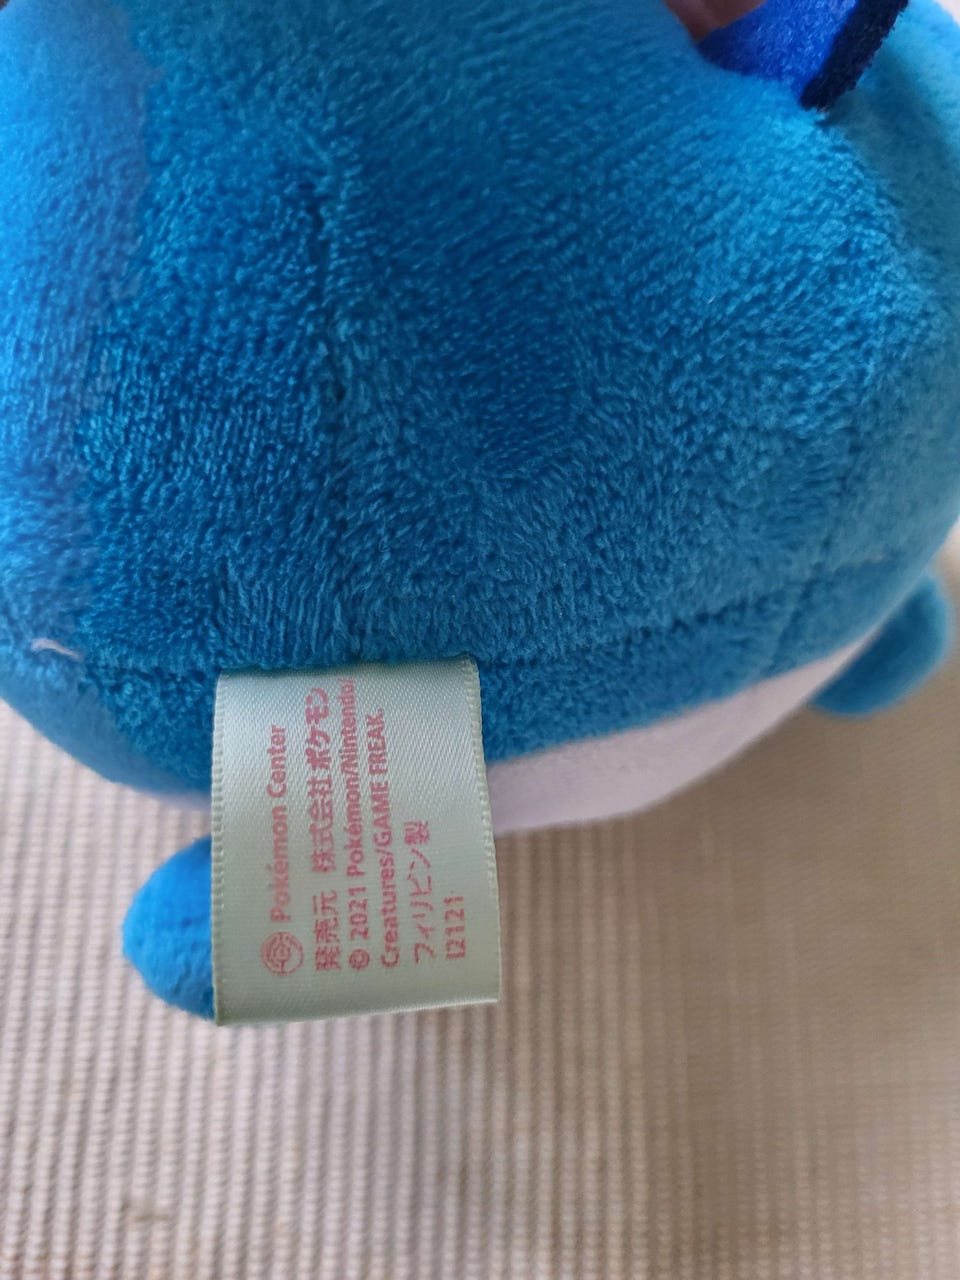 Pokémon Center
発売元 株式会社ポケモン
© 2021 Pokémon/Nintendo/
Creatures/GAME FREAK.
フィリピン製
I2121